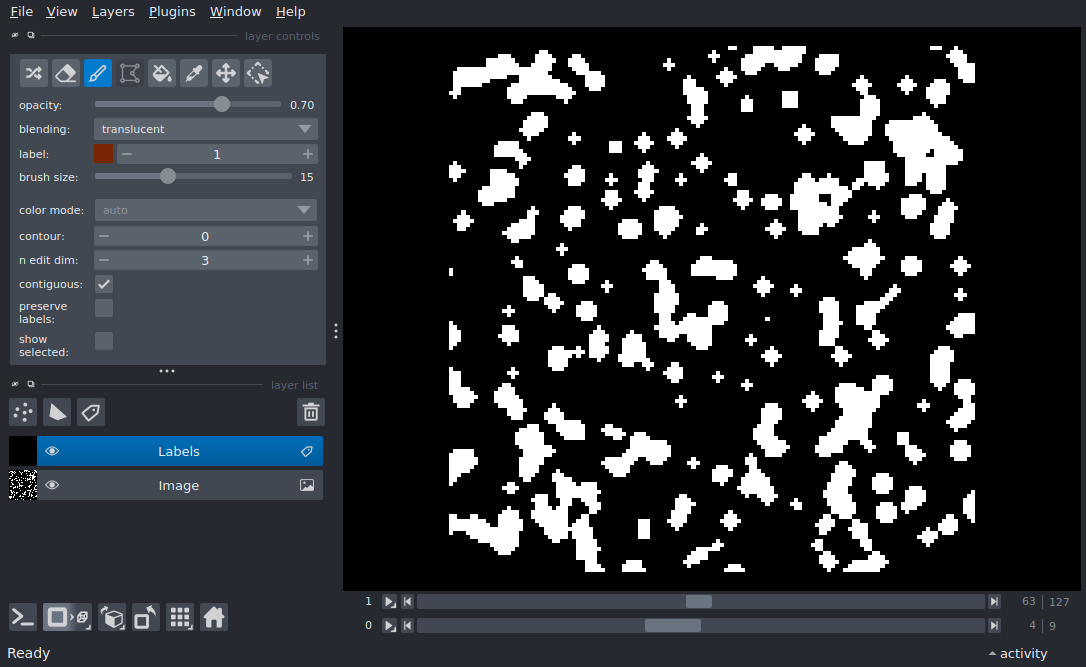 File View Layers Plugins Window Help
layer controls
opacity: 0.70
blending: translucent
label: 1
brush size: 15
color mode: auto
contour: 0
n edit dim: 3
contiguous:
preserve
labels:
show
selected:
layer list
Labels
Image
1 63 | 127
0 4 | 9
Ready activity